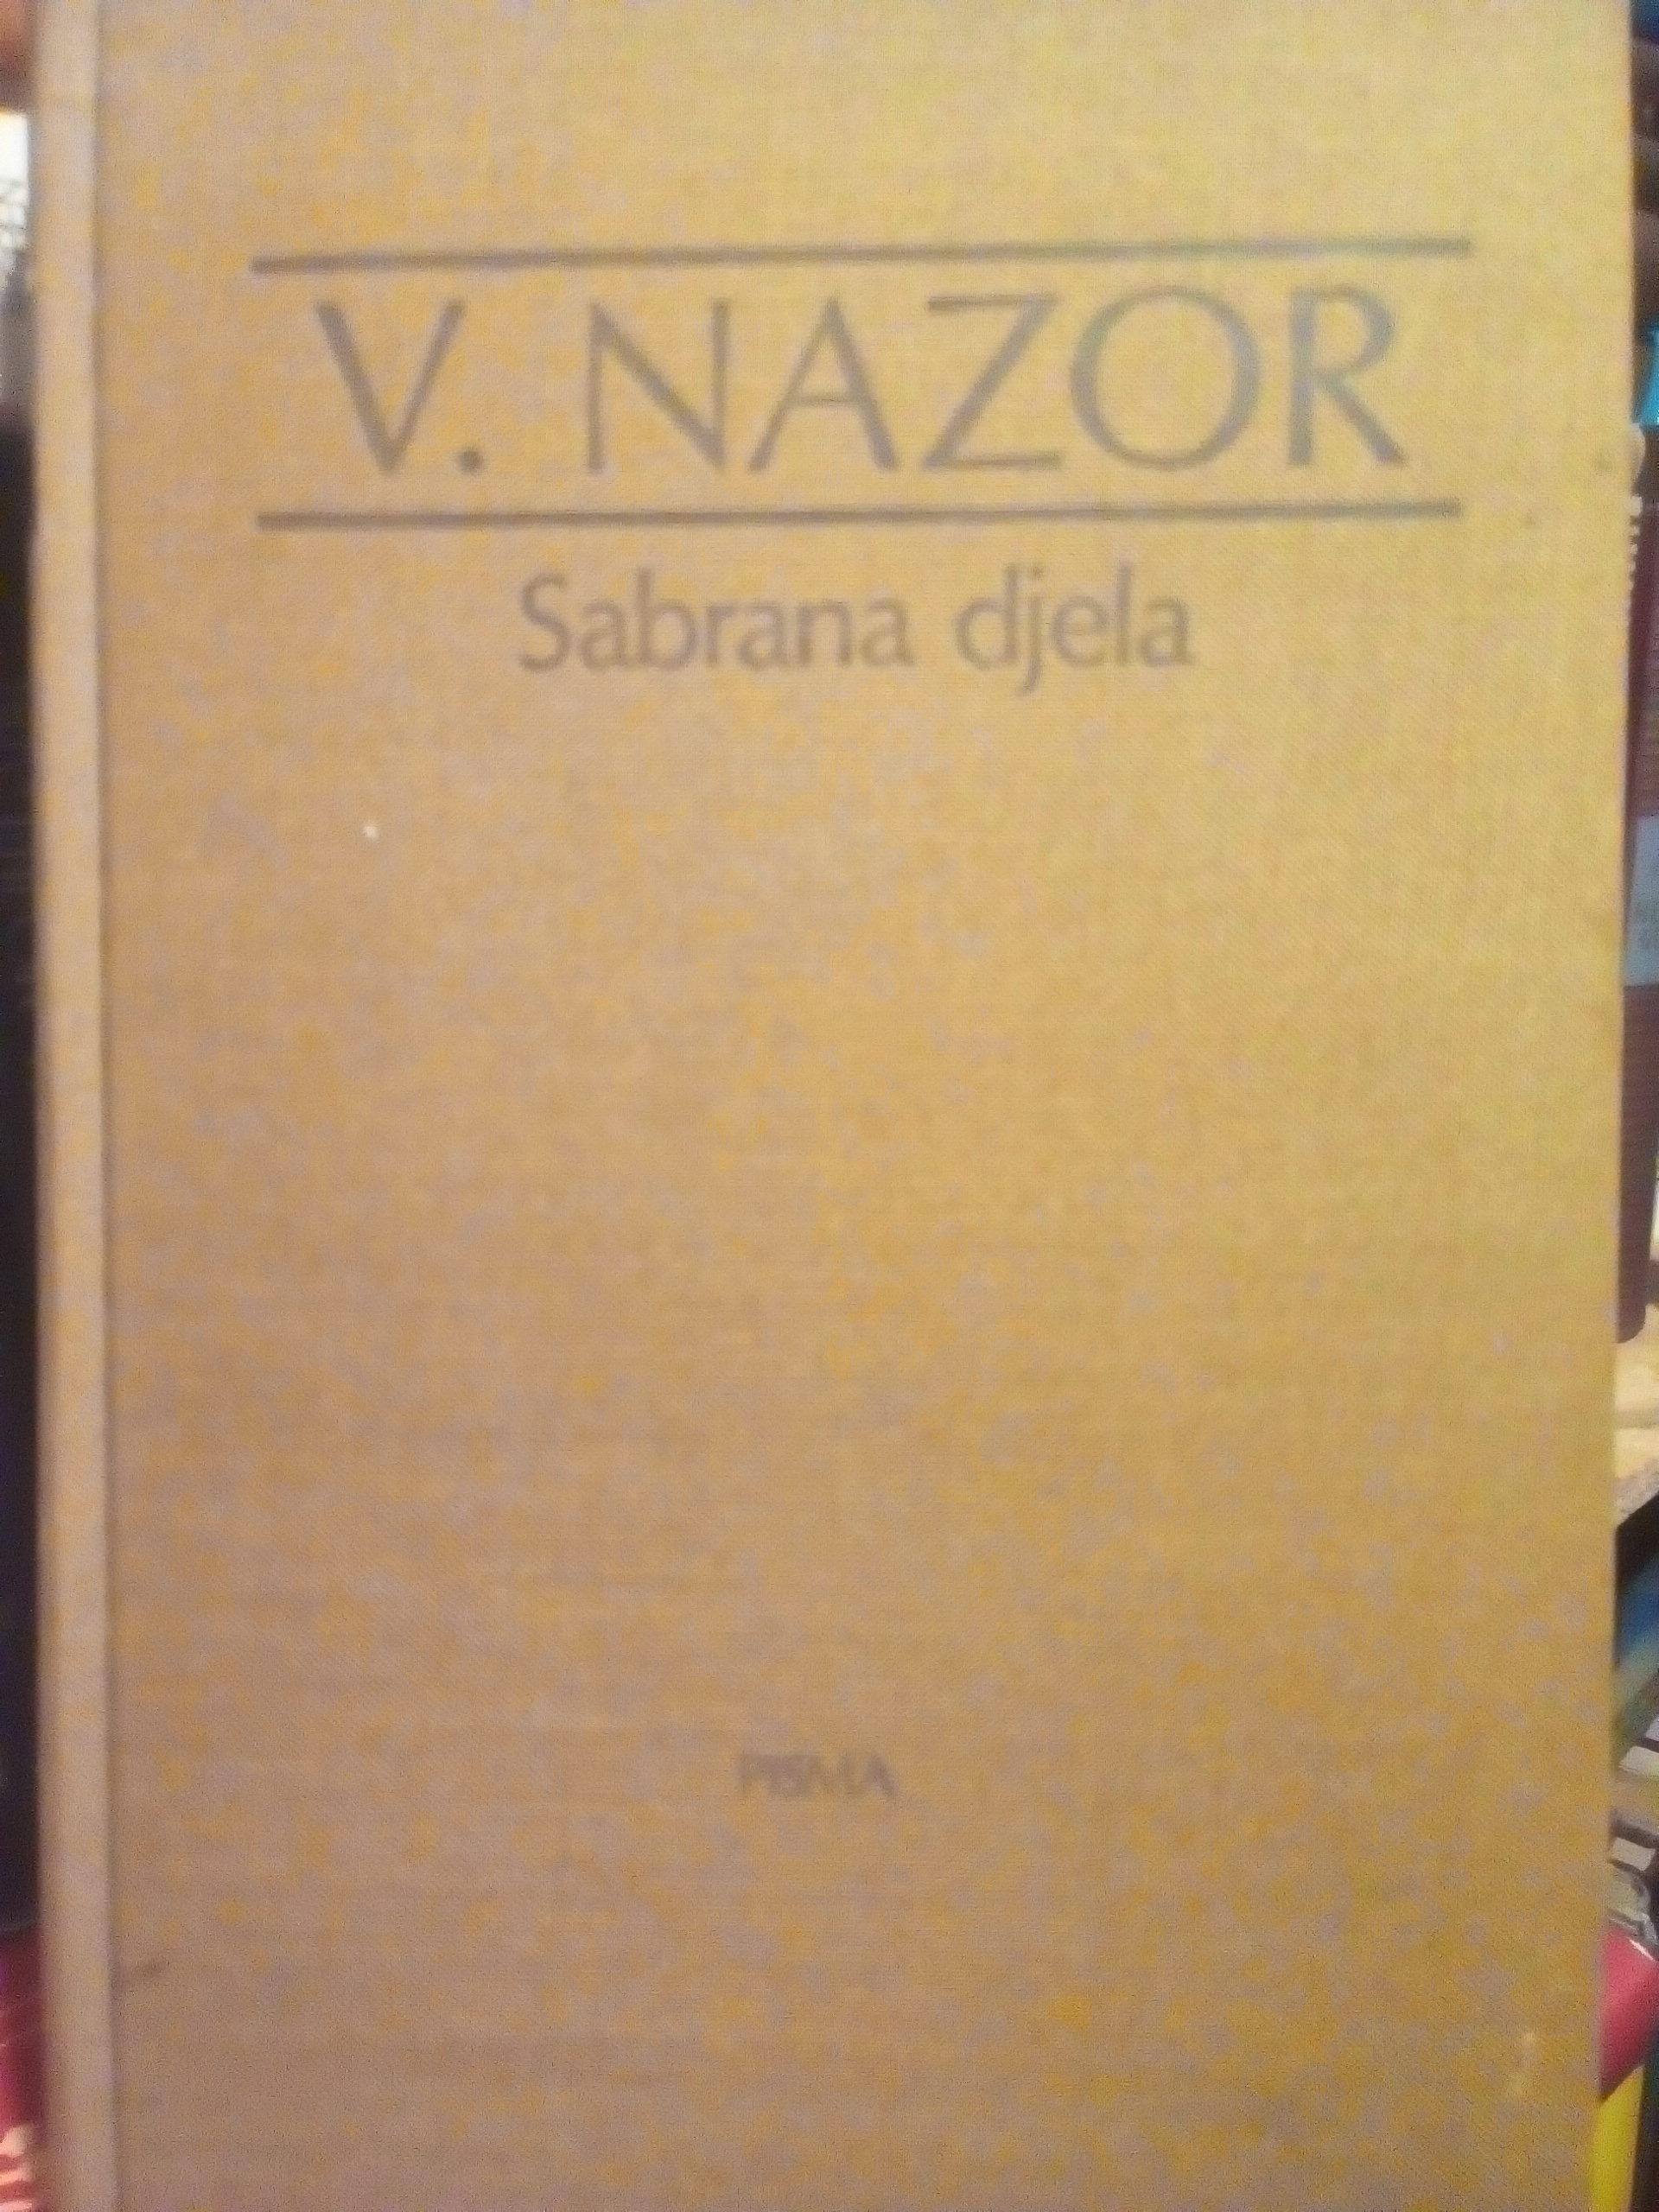 V. NAZOR
Sabrana djela
PISMA